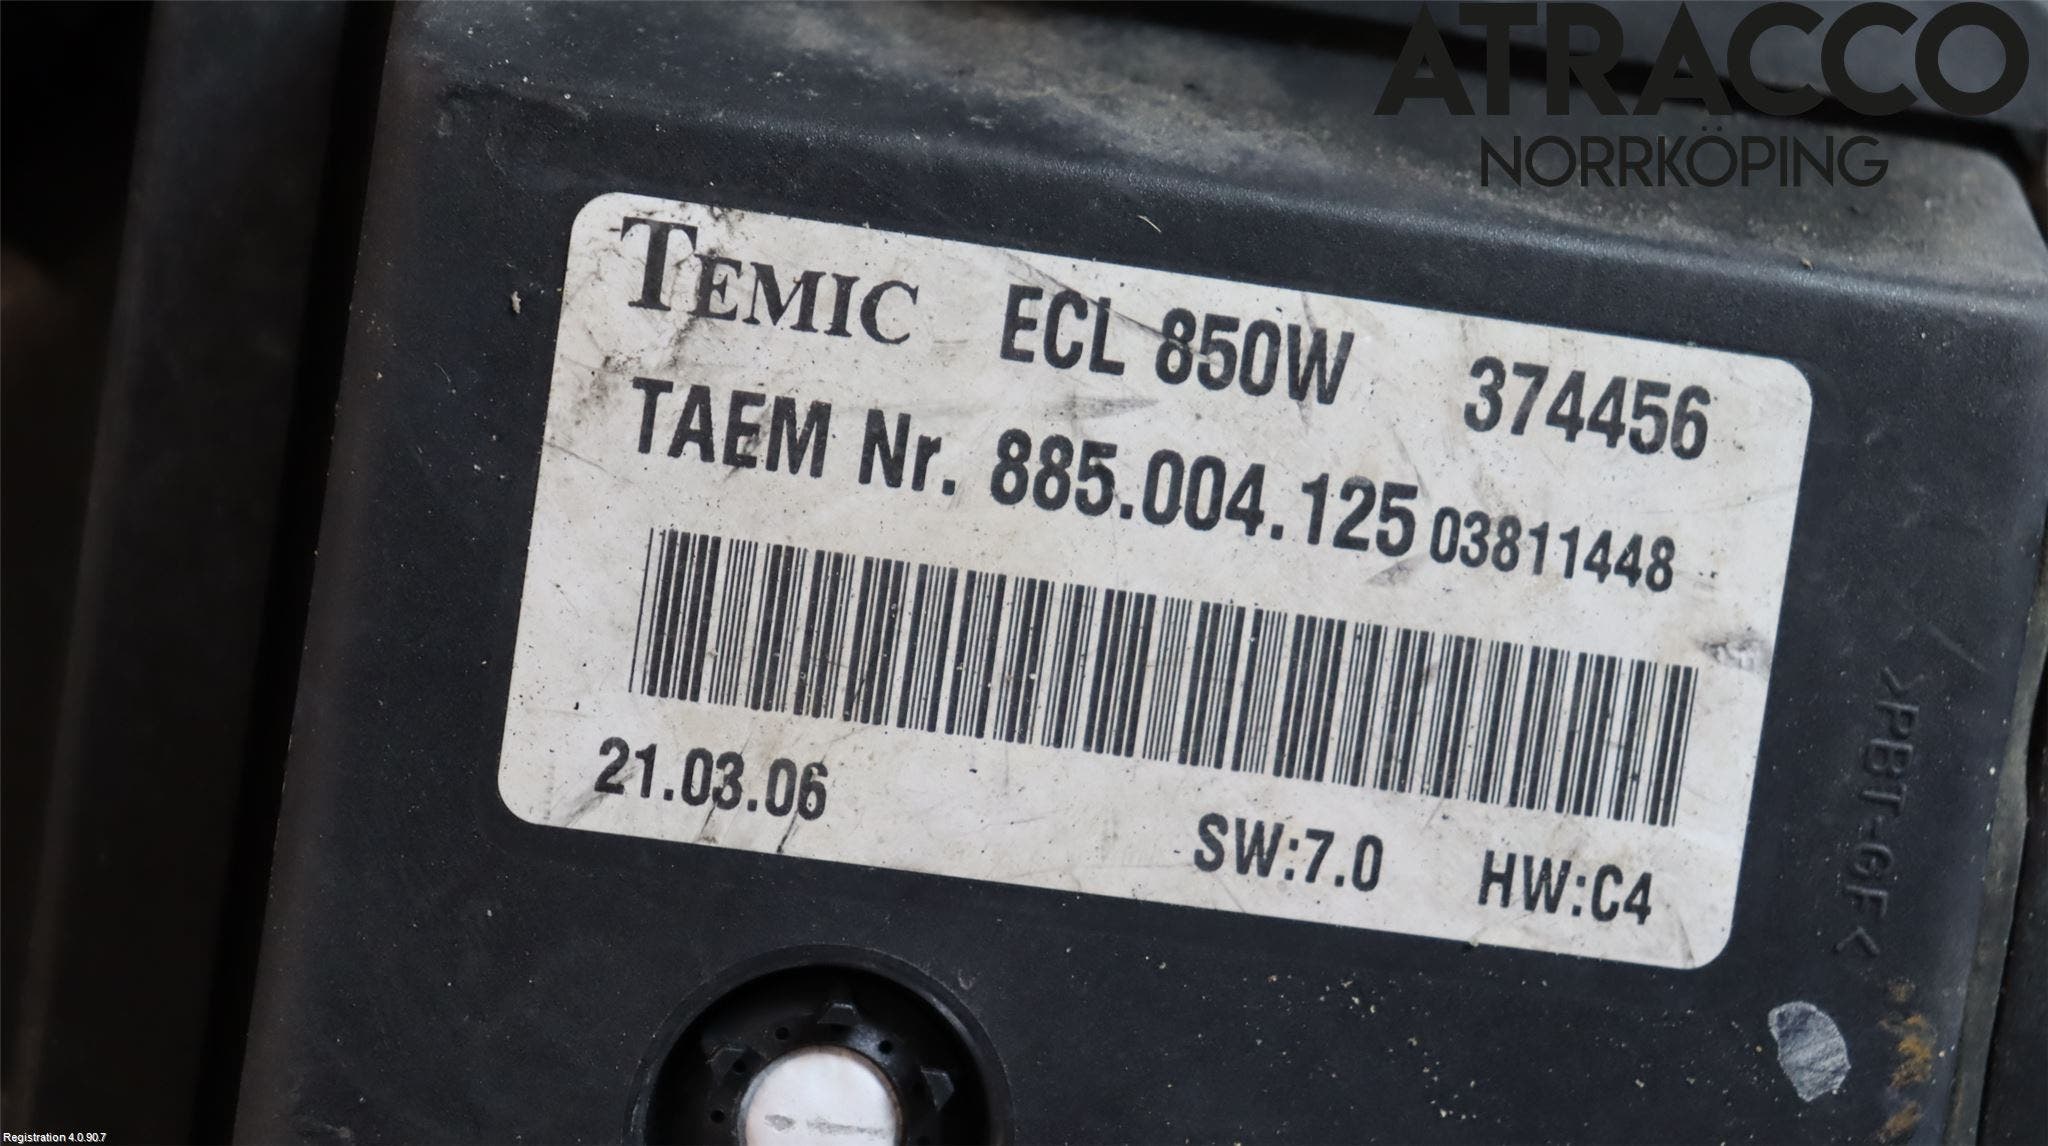 ATRACCO
NORRKÖPING
TEMIC ECL 850W 374456
TAEM Nr. 885.004.125 03811448
21.03.06 SW:7.0 HW:C4
>PBT-GF<
Registration 4.0.90.7